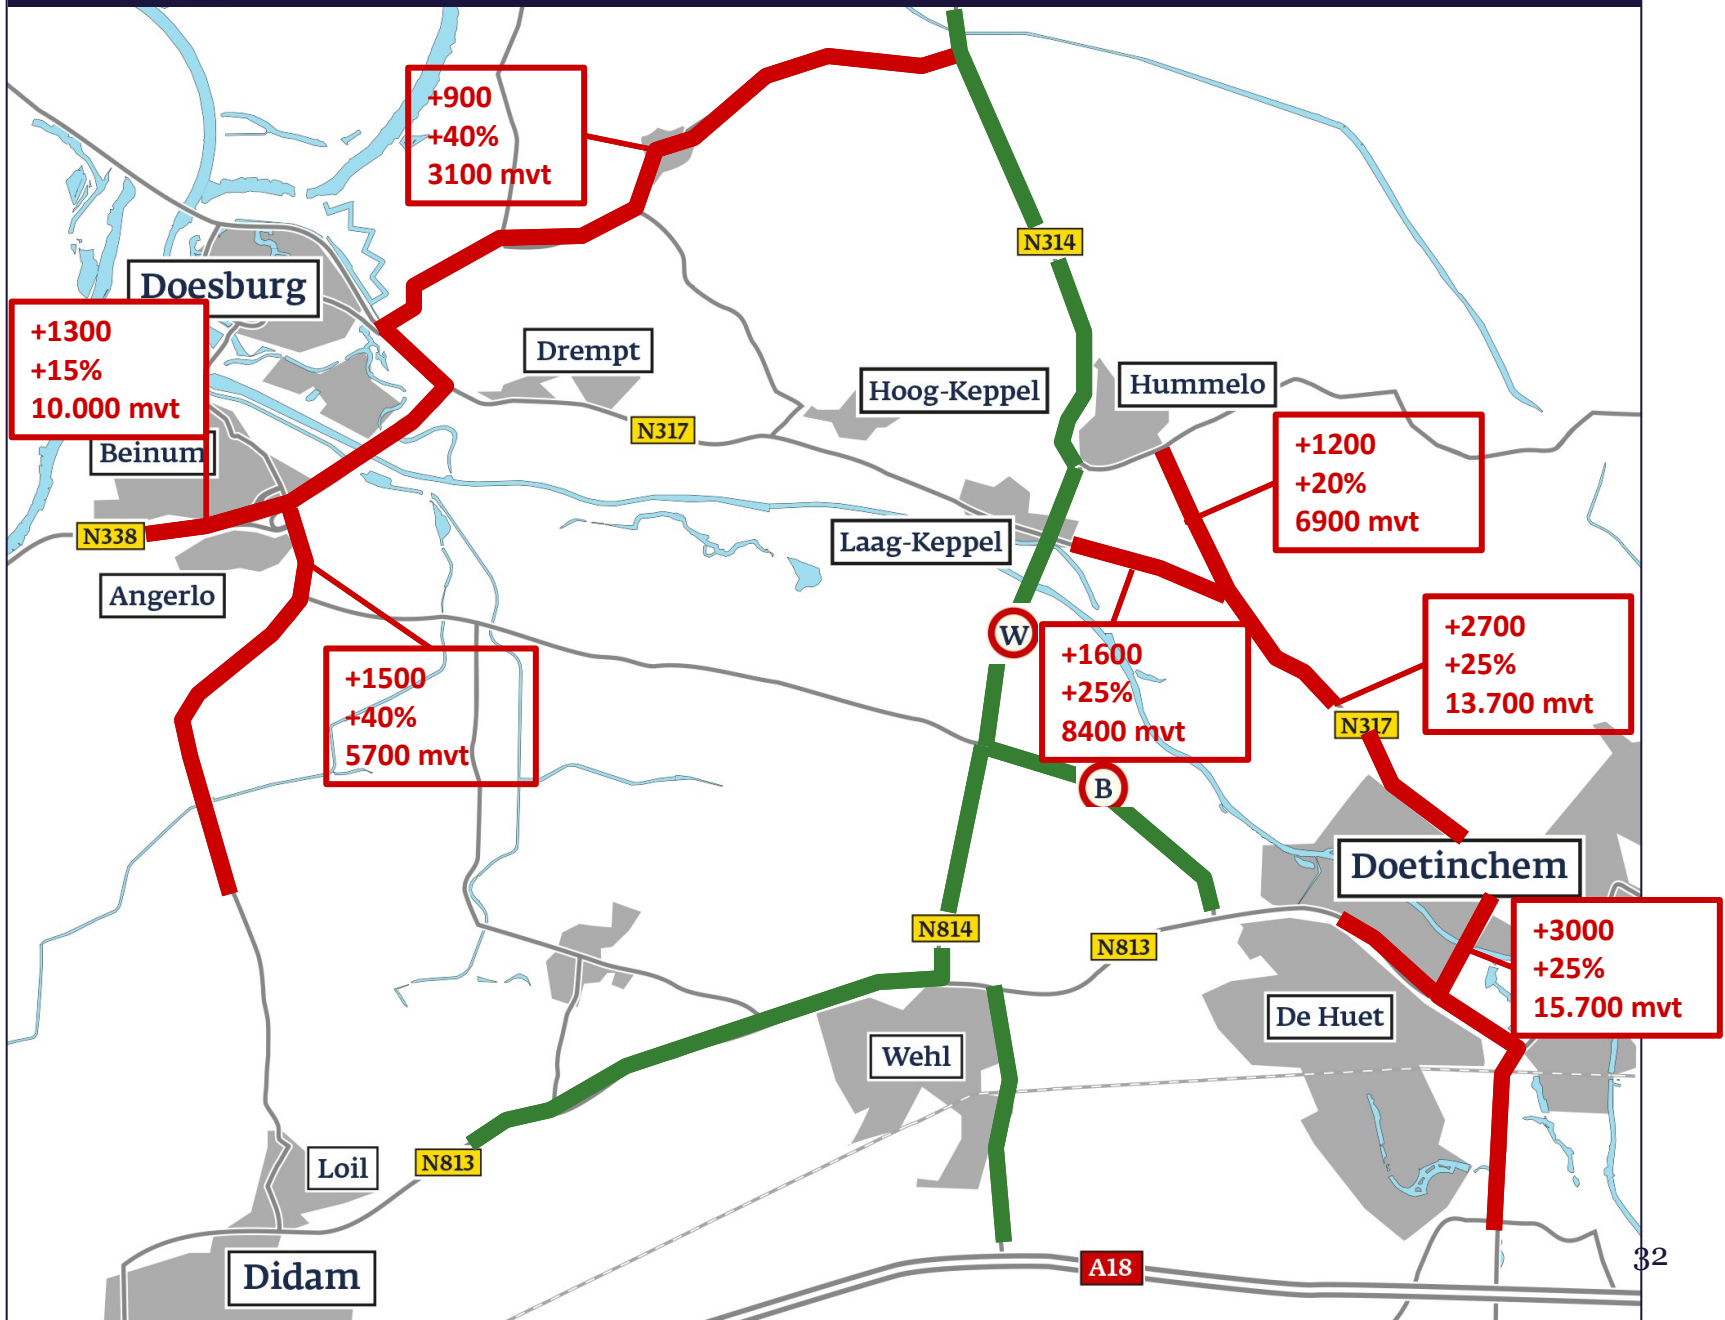 +900
+40%
3100 mvt
N314
Doesburg
+1300
+15%
10.000 mvt
Drempt
Hoog-Keppel
Hummelo
N317
Beinum
+1200
+20%
6900 mvt
N338
Laag-Keppel
Angerlo
W
+1500
+40%
5700 mvt
+1600
+25%
8400 mvt
+2700
+25%
13.700 mvt
N317
B
Doetinchem
N814
N813
+3000
+25%
15.700 mvt
De Huet
Wehl
Loil
N813
Didam
A18
32